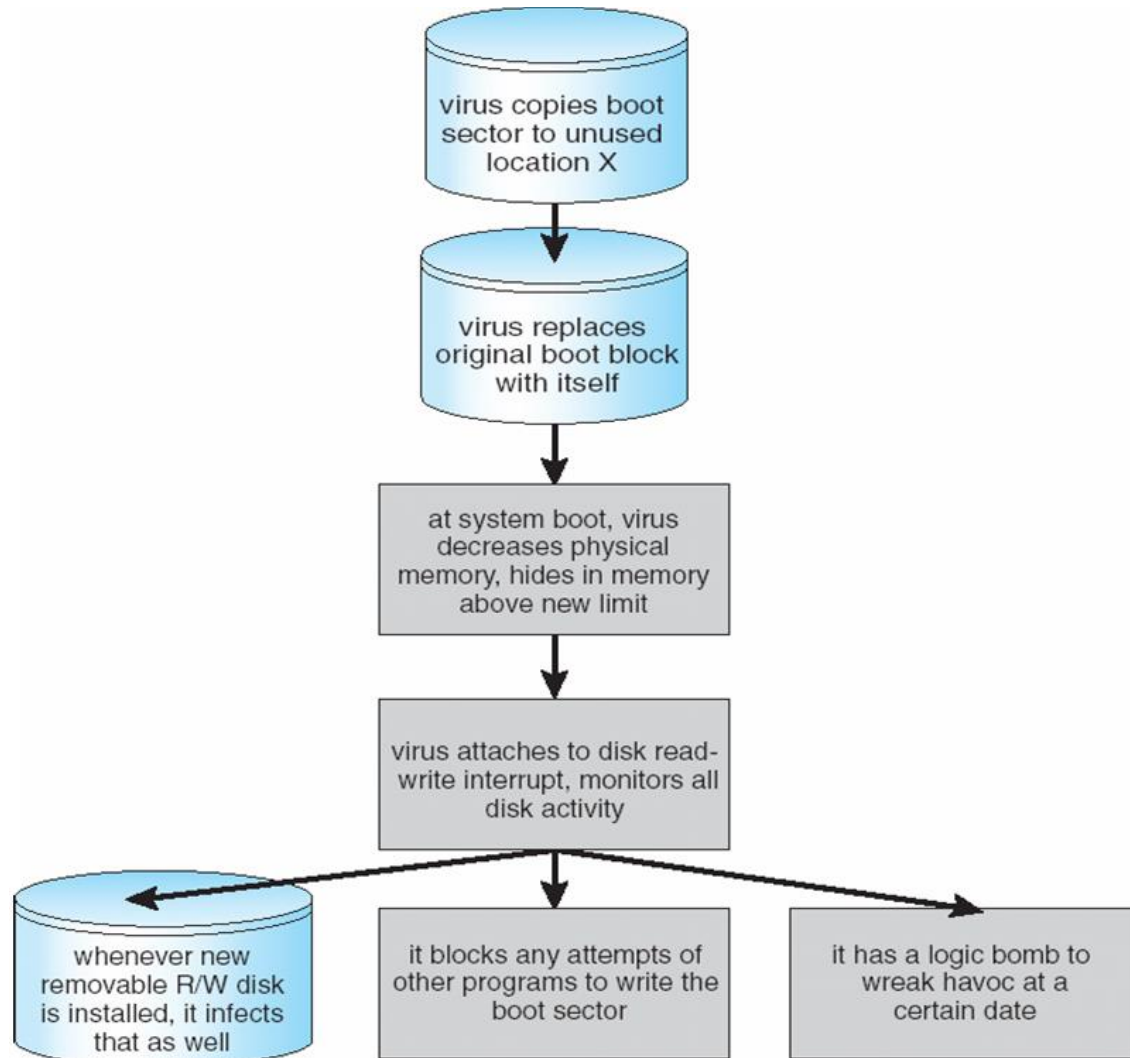 virus copies boot
sector to unused
location X
virus replaces
original boot block
with itself
at system boot, virus
decreases physical
memory, hides in memory
above new limit
virus attaches to disk read-
write interrupt, monitors all
disk activity
whenever new
removable R/W disk
is installed, it infects
that as well
it blocks any attempts of
other programs to write the
boot sector
it has a logic bomb to
wreak havoc at a
certain date